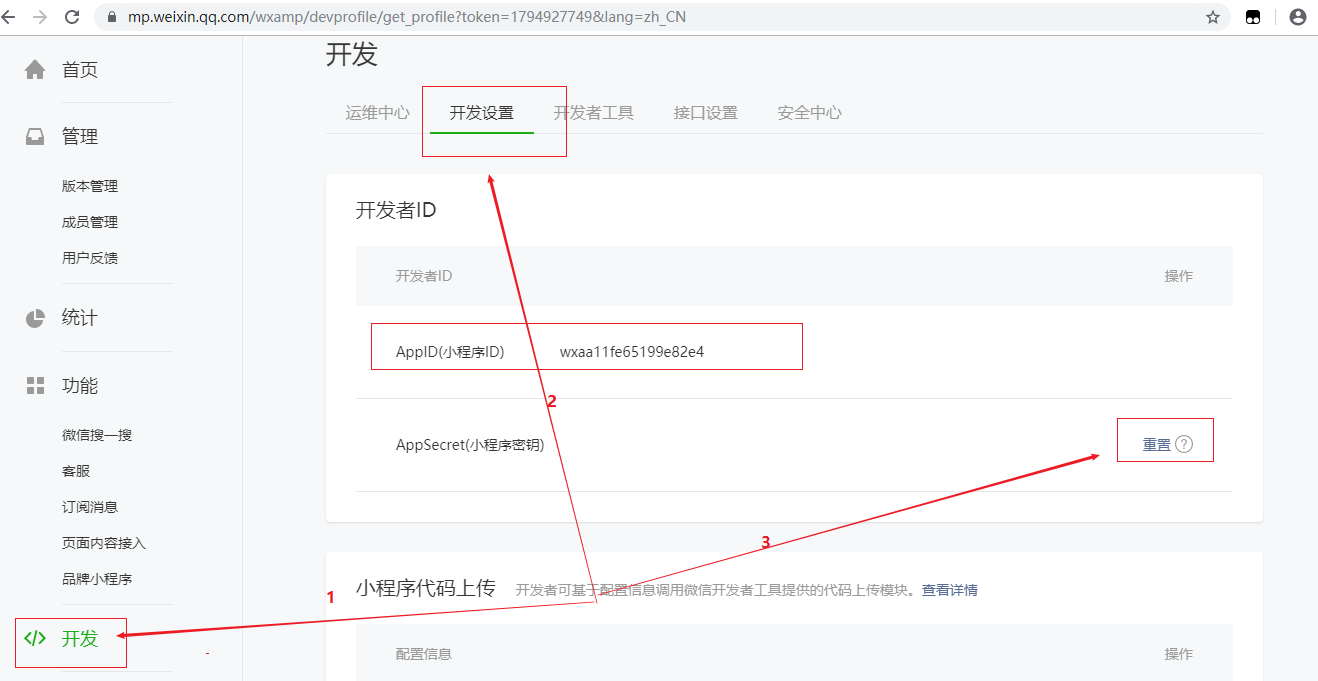 mp.weixin.qq.com/wxamp/devprofile/get_profile?token=1794927749&lang=zh_CN
首页
管理
版本管理
成员管理
用户反馈
统计
功能
微信搜一搜
客服
订阅消息
页面内容接入
品牌小程序
</> 开发
开发
运维中心 开发设置 开发者工具 接口设置 安全中心
开发者ID
开发者ID 操作
AppID(小程序ID) wxaa11fe65199e82e4
2
AppSecret(小程序密钥) 重置 ?
3
1
小程序代码上传 开发者可基于配置信息调用微信开发者工具提供的代码上传模块。查看详情
配置信息 操作